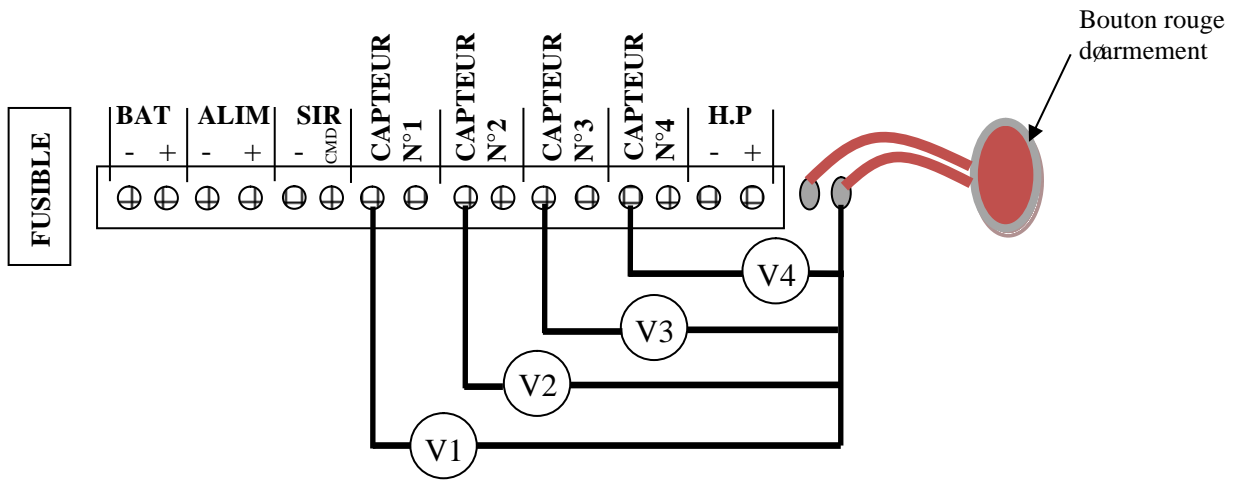 Bouton rouge
døarmement
FUSIBLE
BAT
- +
ALIM
- +
SIR
- CMD
CAPTEUR
N°1
CAPTEUR
N°2
CAPTEUR
N°3
CAPTEUR
N°4
H.P
- +
V4
V3
V2
V1